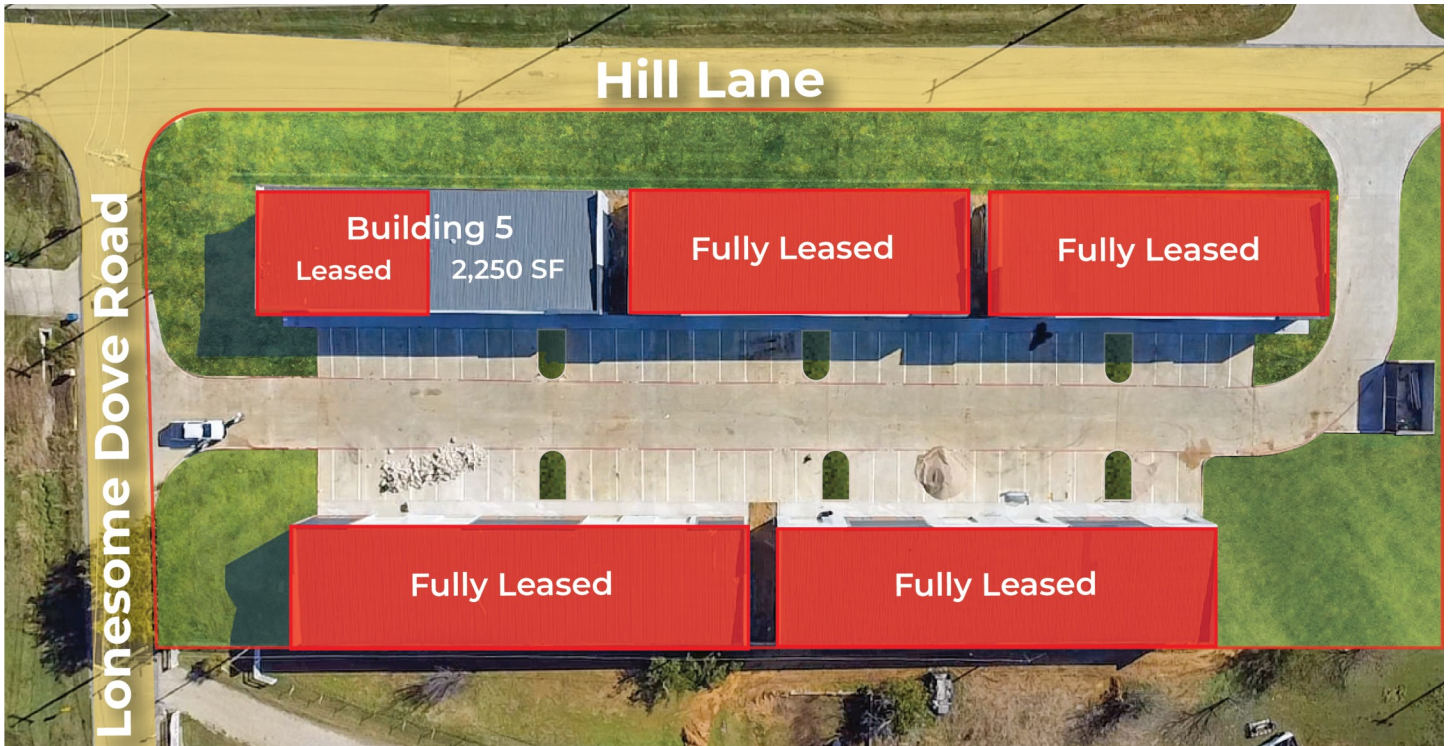 Hill Lane
Lonesome Dove Road
Building 5
Leased
2,250 SF
Fully Leased
Fully Leased
Fully Leased
Fully Leased